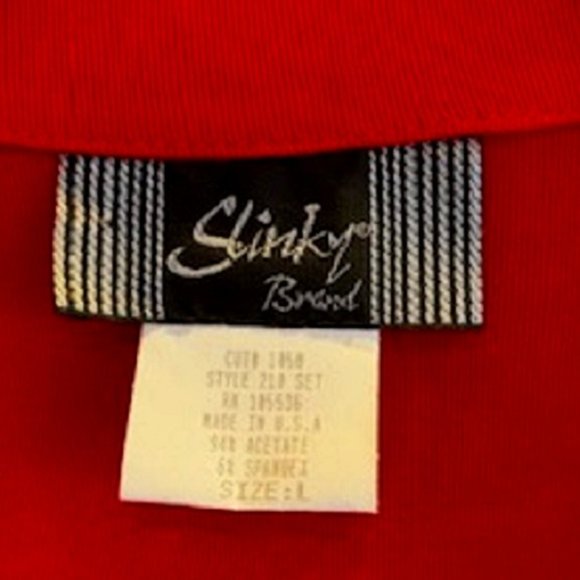 Slinky
Brand
CUT# 1050
STYLE 210 SET
RN 105536
MADE IN U.S.A
94% ACETATE
6% SPANDEX
SIZE:L